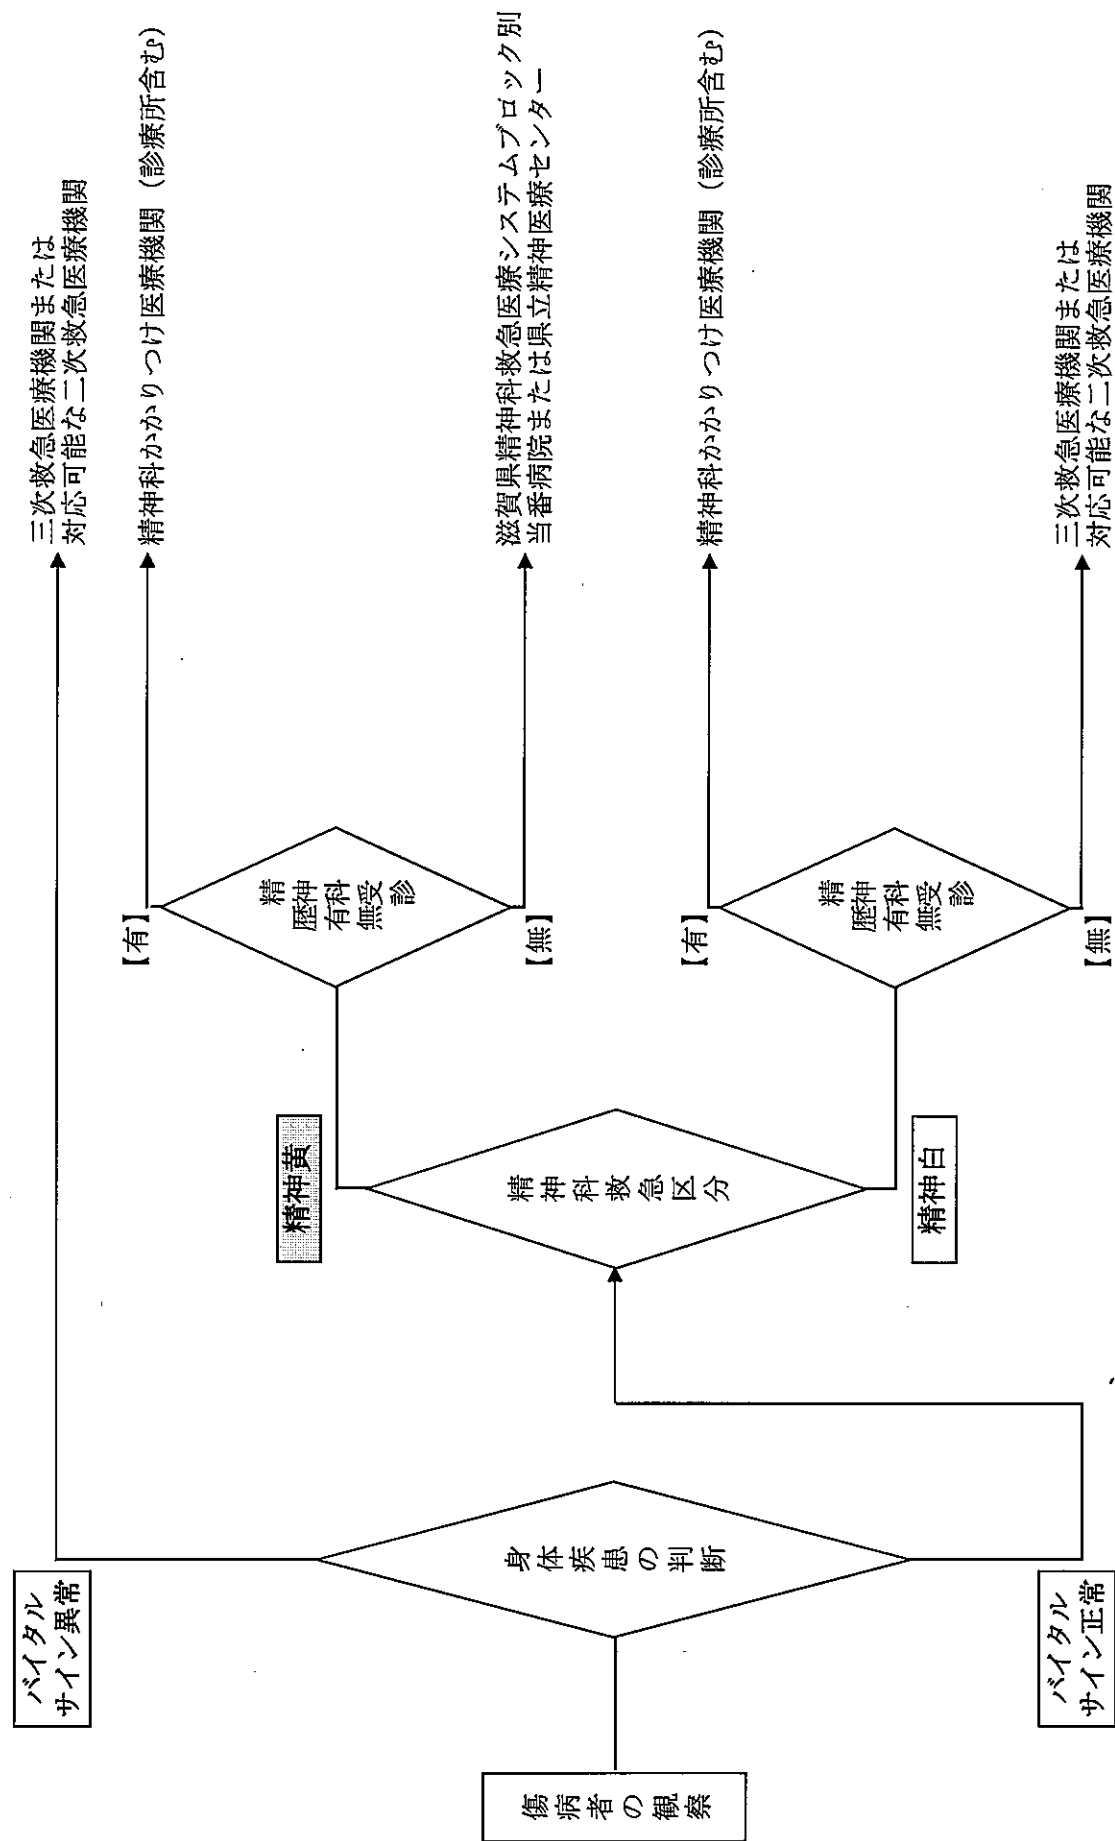 傷病者の観察
身体疾患の判断
バイタル
サイン異常
バイタル
サイン正常
精神科救急区分
精神黄
精神白
精神科受診
歴有無
【有】
【無】
精神科受診
歴有無
【有】
【無】
三次救急医療機関または
対応可能な二次救急医療機関
精神科かかりつけ医療機関（診療所含む）
滋賀県精神科救急医療システムブロック別
当番病院または県立精神医療センター
精神科かかりつけ医療機関（診療所含む）
三次救急医療機関または
対応可能な二次救急医療機関